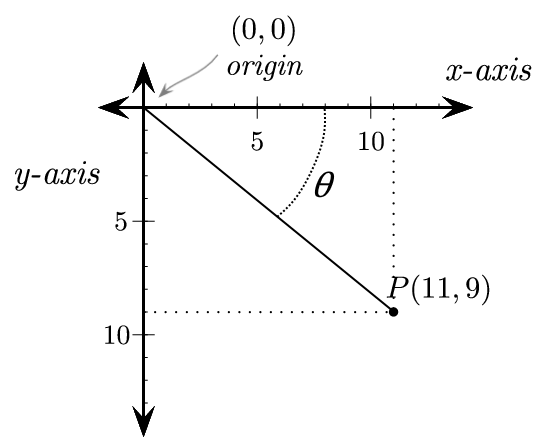 (0, 0)
origin
x-axis
5
10
y-axis
θ
5
P(11, 9)
10